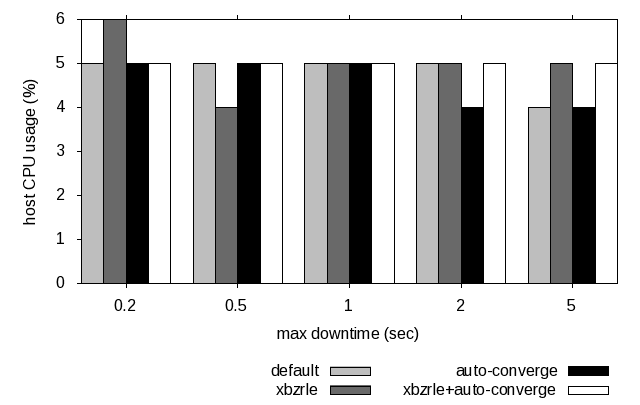 6
5
4
3
2
1
0
host CPU usage (%)
0.2 0.5 1 2 5
max downtime (sec)
default auto-converge
xbzrle xbzrle+auto-converge